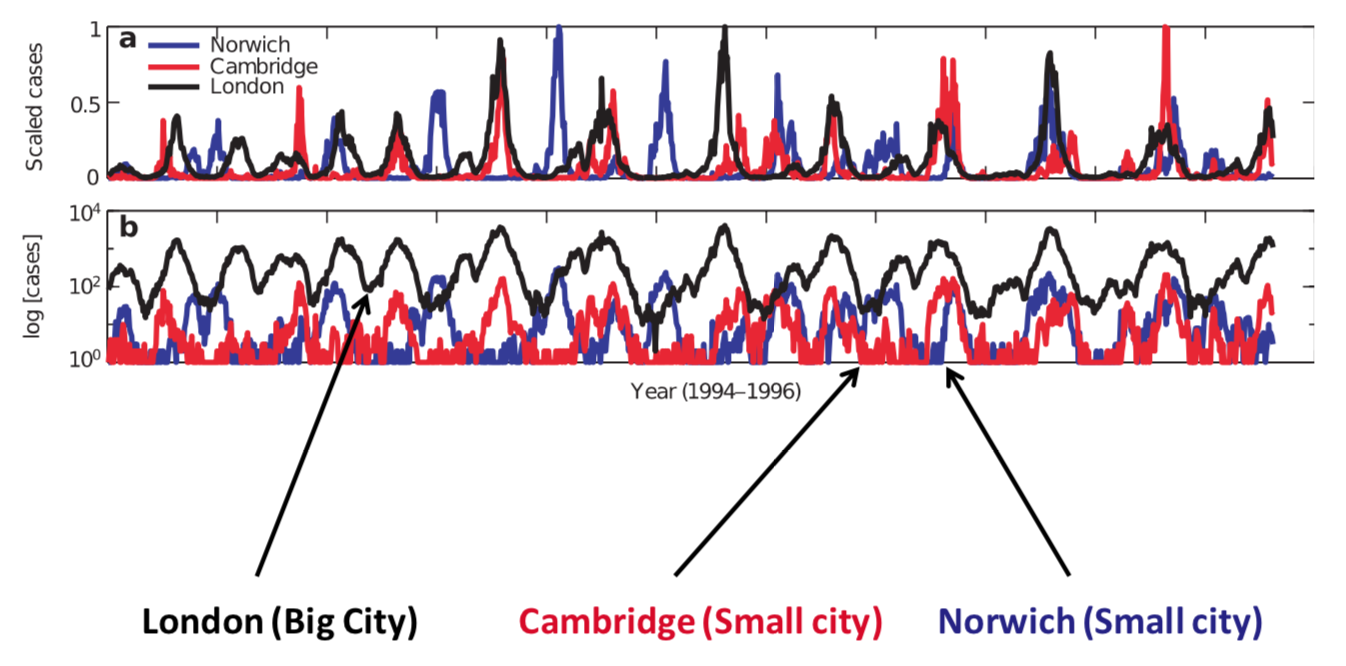 a
Norwich
Cambridge
London
Scaled cases
1
0.5
0
b
log [cases]
10⁴
10²
10⁰
Year (1994–1996)
London (Big City)
Cambridge (Small city)
Norwich (Small city)